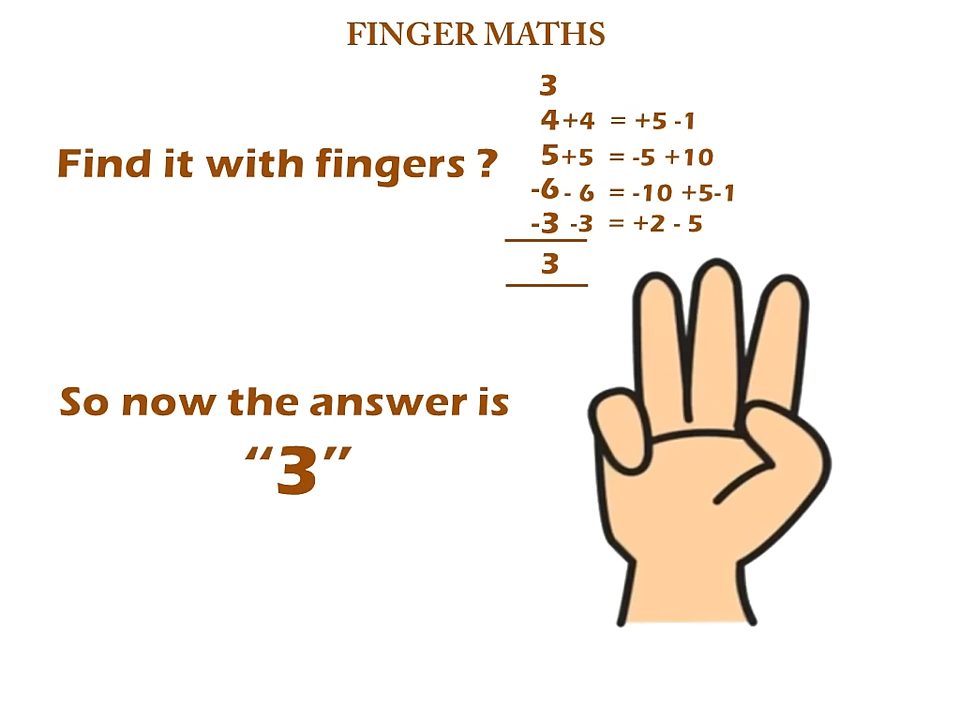 FINGER MATHS
3
4+4 = +5 -1
Find it with fingers ?
5+5 = -5 +10
-6 - 6 = -10 +5-1
-3 -3 = +2 - 5
3
So now the answer is
“3”